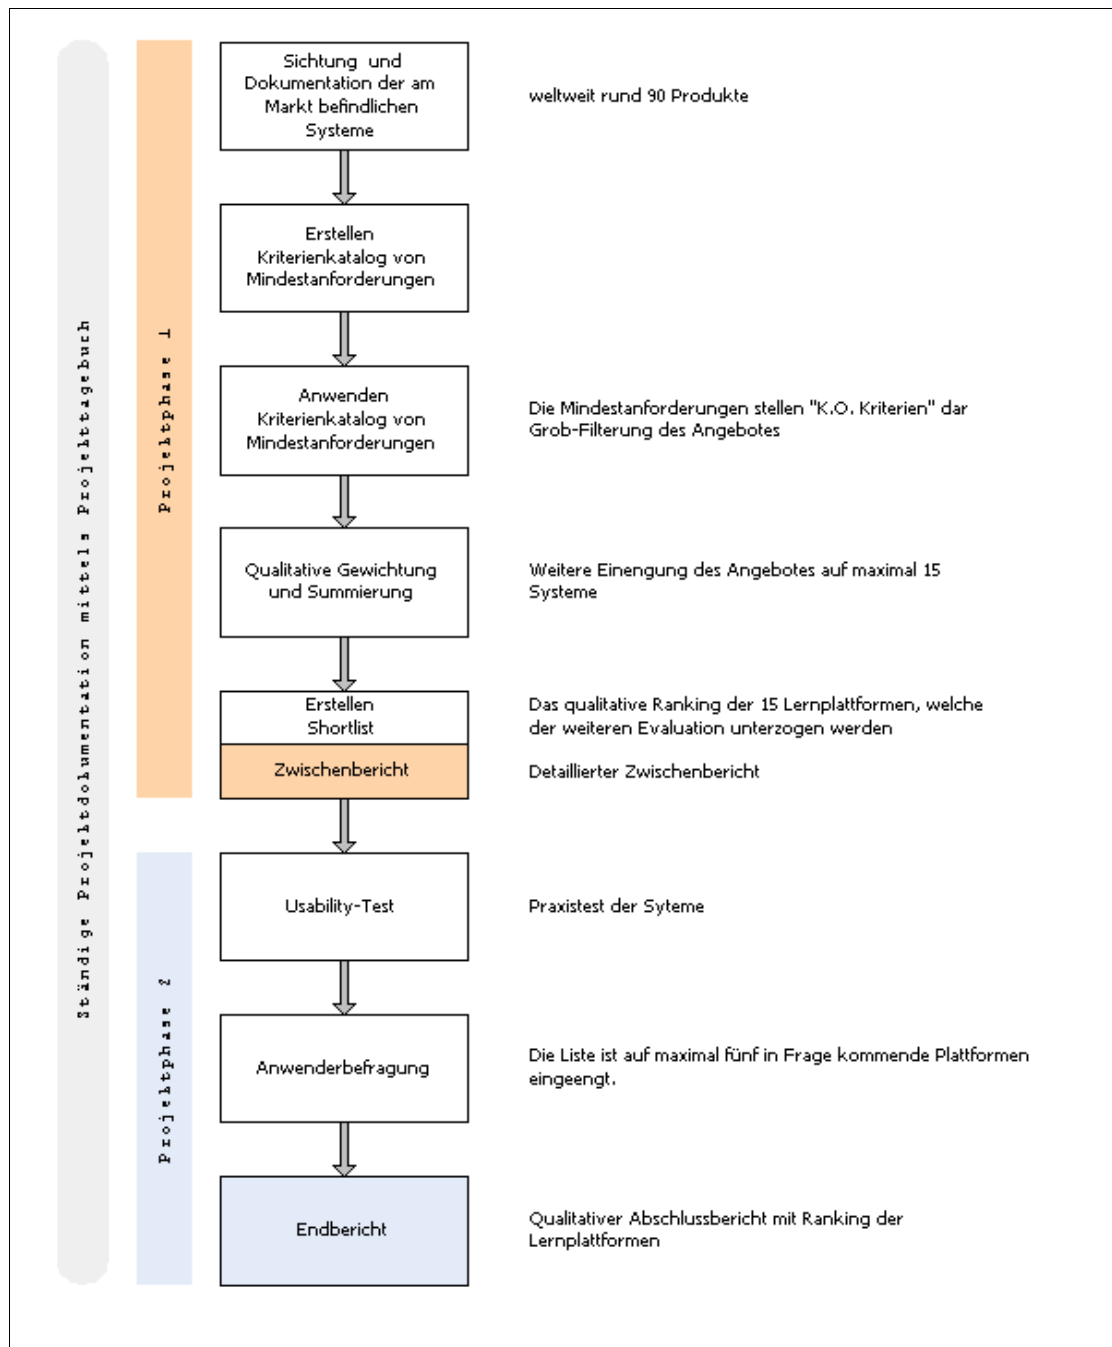 Sichtung und
Dokumentation der am
Markt befindlichen
Systeme
weltweit rund 90 Produkte
Erstellen
Kriterienkatalog von
Mindestanforderungen
Anwenden
Kriterienkatalog von
Mindestanforderungen
Die Mindestanforderungen stellen "K.O. Kriterien" dar
Grob-Filterung des Angebotes
Qualitative Gewichtung
und Summierung
Weitere Einengung des Angebotes auf maximal 15
Systeme
Erstellen
Shortlist
Das qualitative Ranking der 15 Lernplattformen, welche
der weiteren Evaluation unterzogen werden
Zwischenbericht
Detaillierter Zwischenbericht
Usability-Test
Praxistest der Syteme
Anwenderbefragung
Die Liste ist auf maximal fünf in Frage kommende Plattformen
eingeengt.
Endbericht
Qualitativer Abschlussbericht mit Ranking der
Lernplattformen
Ständige Projektdokumentation mittels Projekttagebuch
Projektphase 1
Projektphase 2